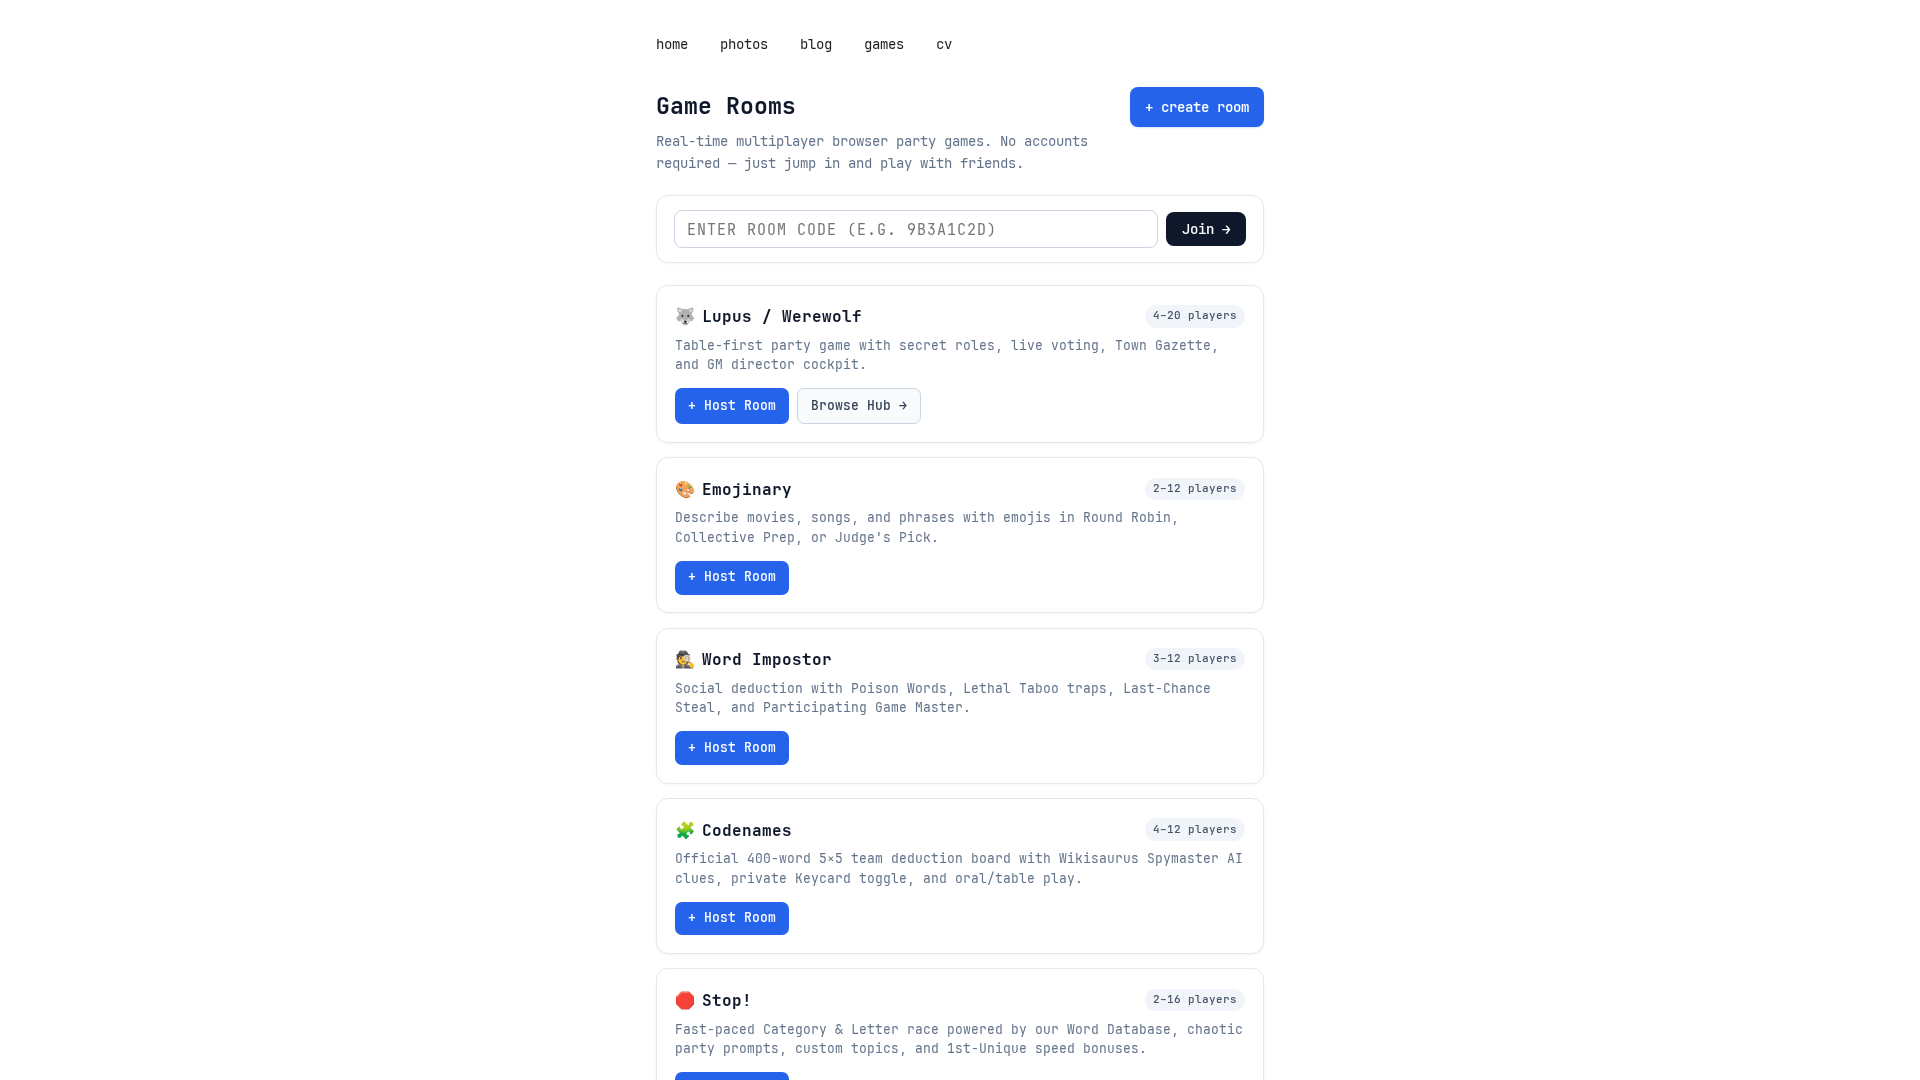 home photos blog games cv
Game Rooms
+ create room
Real-time multiplayer browser party games. No accounts
required — just jump in and play with friends.
ENTER ROOM CODE (E.G. 9B3A1C2D)
Join →
Lupus / Werewolf
4–20 players
Table-first party game with secret roles, live voting, Town Gazette,
and GM director cockpit.
+ Host Room
Browse Hub →
Emojinary
2–12 players
Describe movies, songs, and phrases with emojis in Round Robin,
Collective Prep, or Judge's Pick.
+ Host Room
Word Impostor
3–12 players
Social deduction with Poison Words, Lethal Taboo traps, Last-Chance
Steal, and Participating Game Master.
+ Host Room
Codenames
4–12 players
Official 400-word 5×5 team deduction board with Wikisaurus Spymaster AI
clues, private Keycard toggle, and oral/table play.
+ Host Room
Stop!
2–16 players
Fast-paced Category & Letter race powered by our Word Database, chaotic
party prompts, custom topics, and 1st-Unique speed bonuses.